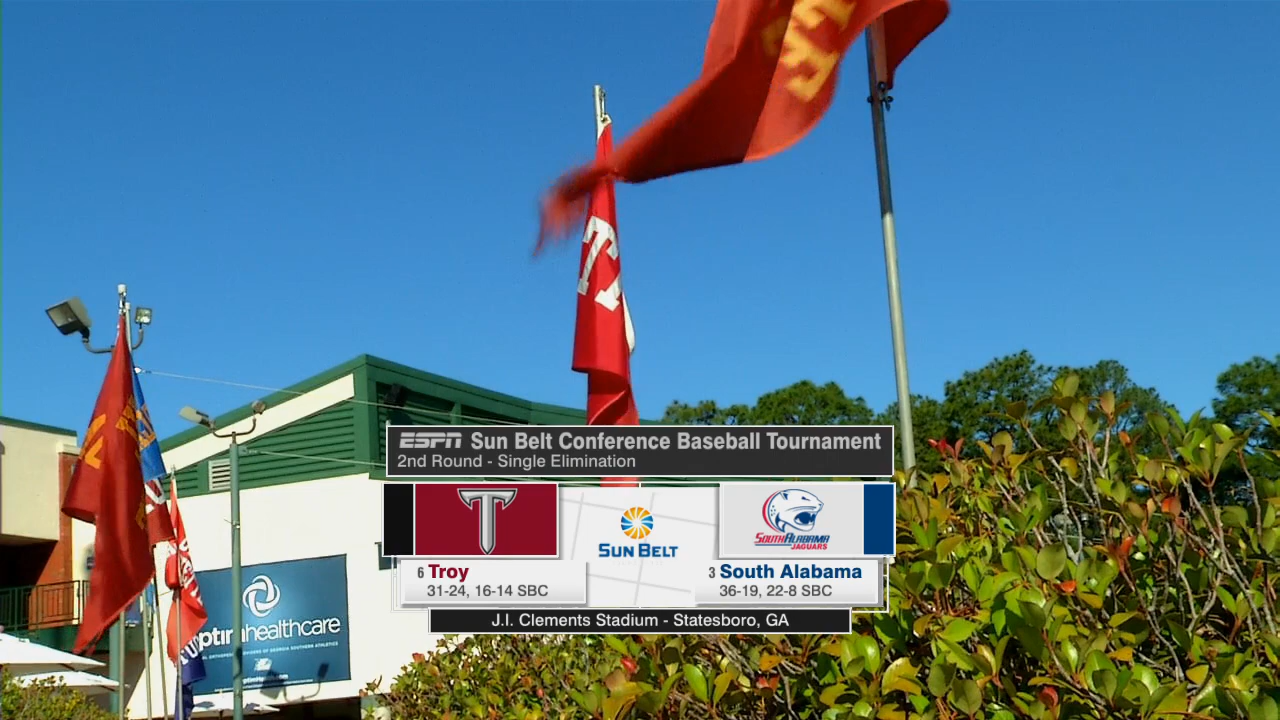 ESPN Sun Belt Conference Baseball Tournament
2nd Round - Single Elimination
T
SOUTH ALABAMA
JAGUARS
SUN BELT
6 Troy
3 South Alabama
31-24, 16-14 SBC
36-19, 22-8 SBC
J.I. Clements Stadium - Statesboro, GA
optimhealthcare